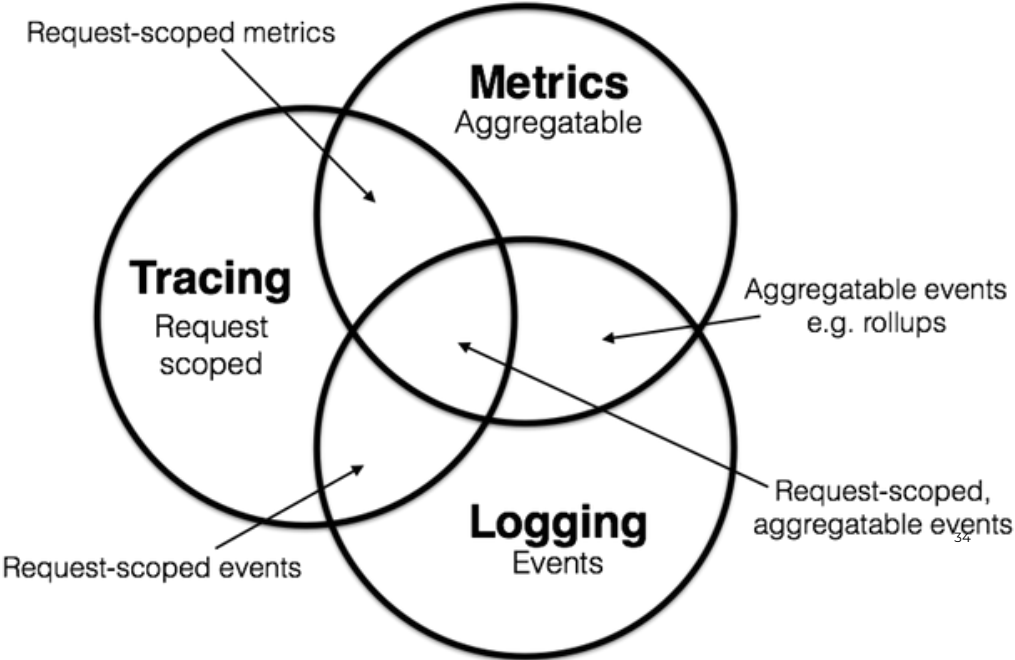 Request-scoped metrics
Metrics
Aggregatable
Tracing
Request
scoped
Aggregatable events
e.g. rollups
Request-scoped,
aggregatable events
34
Logging
Events
Request-scoped events